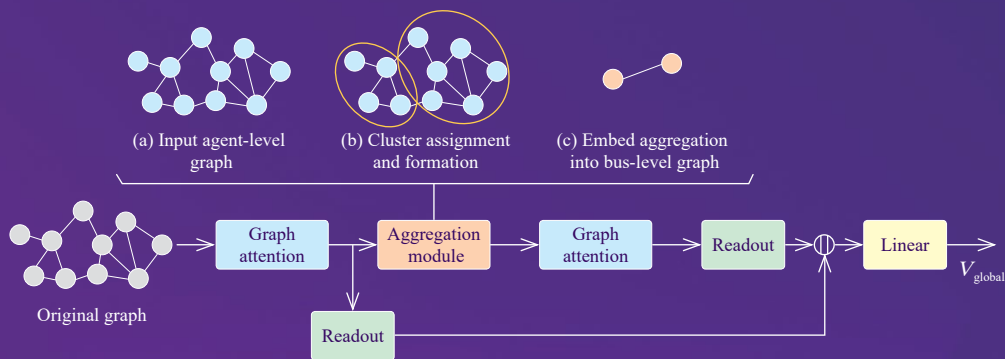 (a) Input agent-level
graph
(b) Cluster assignment
and formation
(c) Embed aggregation
into bus-level graph
Original graph
Graph
attention
Aggregation
module
Graph
attention
Readout
Linear
V_global
Readout